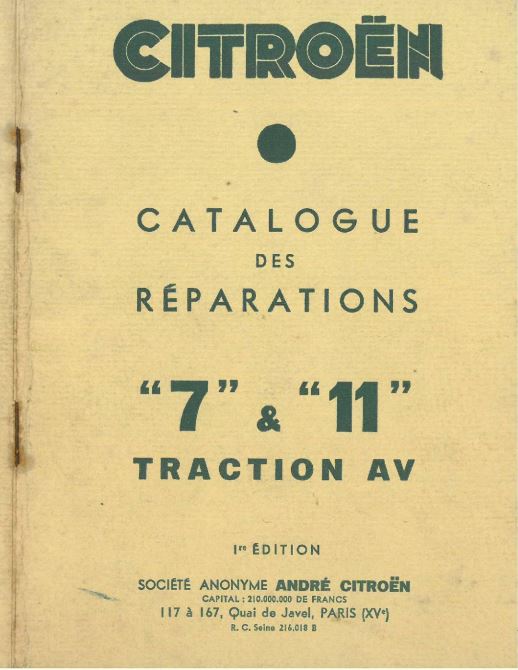 CITROËN
CATALOGUE
DES
RÉPARATIONS
“7” & “11”
TRACTION AV
1re ÉDITION
SOCIÉTÉ ANONYME ANDRÉ CITROËN
CAPITAL : 210.000.000 DE FRANCS
117 à 167, Quai de Javel, PARIS (XVe)
R. C. Seine 216.018 B